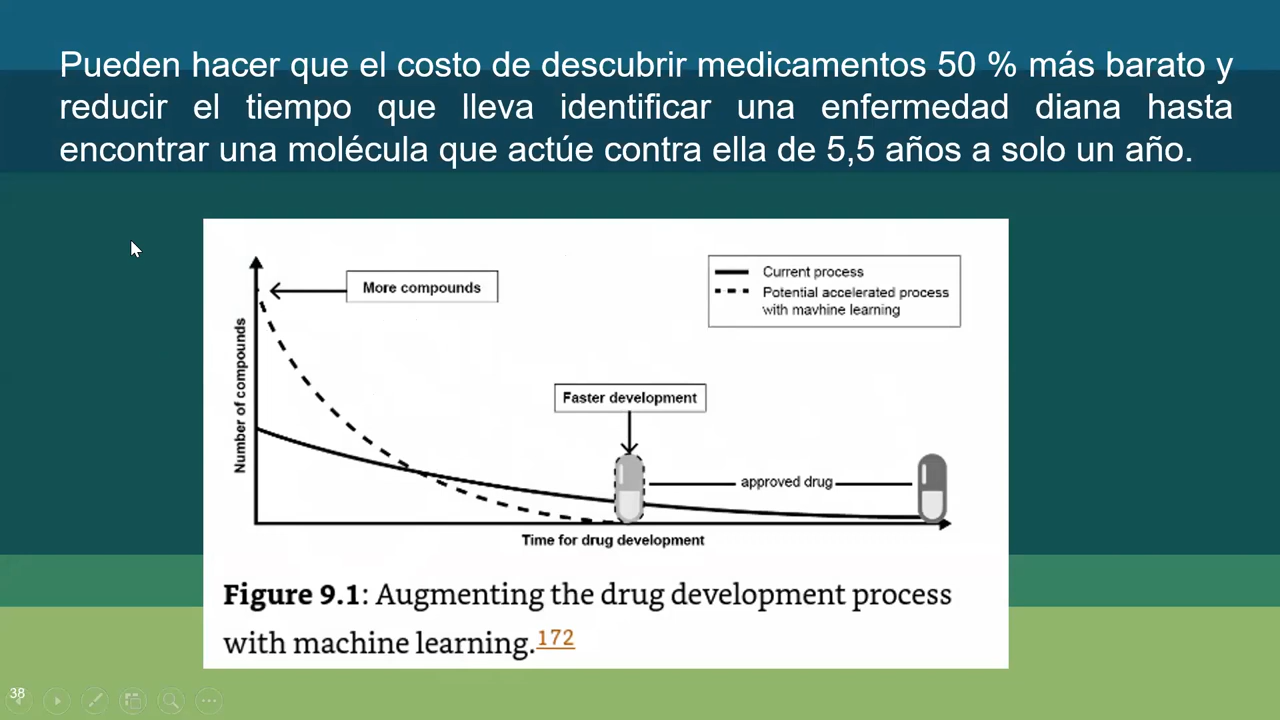 Pueden hacer que el costo de descubrir medicamentos 50 % más barato y
reducir el tiempo que lleva identificar una enfermedad diana hasta
encontrar una molécula que actúe contra ella de 5,5 años a solo un año.
More compounds
Current process
Potential accelerated process
with mavhine learning
Number of compounds
Faster development
approved drug
Time for drug development
Figure 9.1: Augmenting the drug development process
with machine learning.172
38